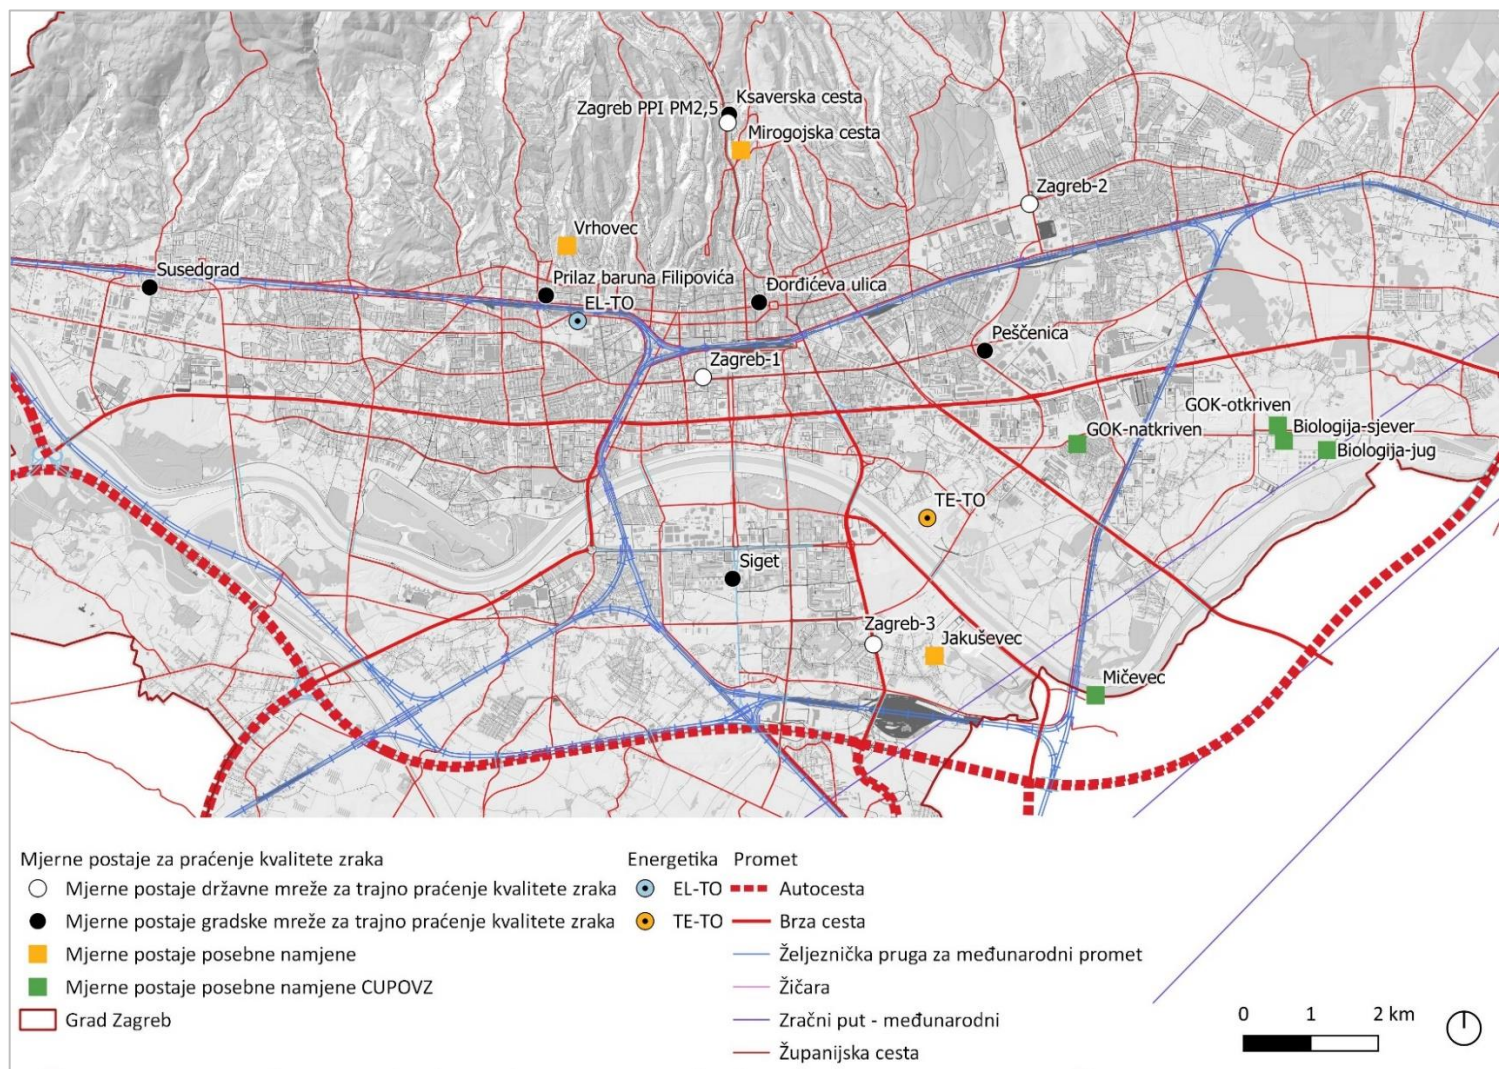 Ksaverska cesta
Zagreb PPI PM2,5
Mirogojska cesta
Zagreb-2
Vrhovec
Susedgrad
Prilaz baruna Filipovića
Đorđićeva ulica
EL-TO
Peščenica
Zagreb-1
GOK-otkriven
Biologija-sjever
GOK-natkriven
Biologija-jug
TE-TO
Siget
Zagreb-3
Jakuševec
Mičevec
Mjerne postaje za praćenje kvalitete zraka
Mjerne postaje državne mreže za trajno praćenje kvalitete zraka
Mjerne postaje gradske mreže za trajno praćenje kvalitete zraka
Mjerne postaje posebne namjene
Mjerne postaje posebne namjene CUPOVZ
Grad Zagreb
Energetika
EL-TO
TE-TO
Promet
Autocesta
Brza cesta
Željeznička pruga za međunarodni promet
Žičara
Zračni put - međunarodni
Županijska cesta
0 1 2 km